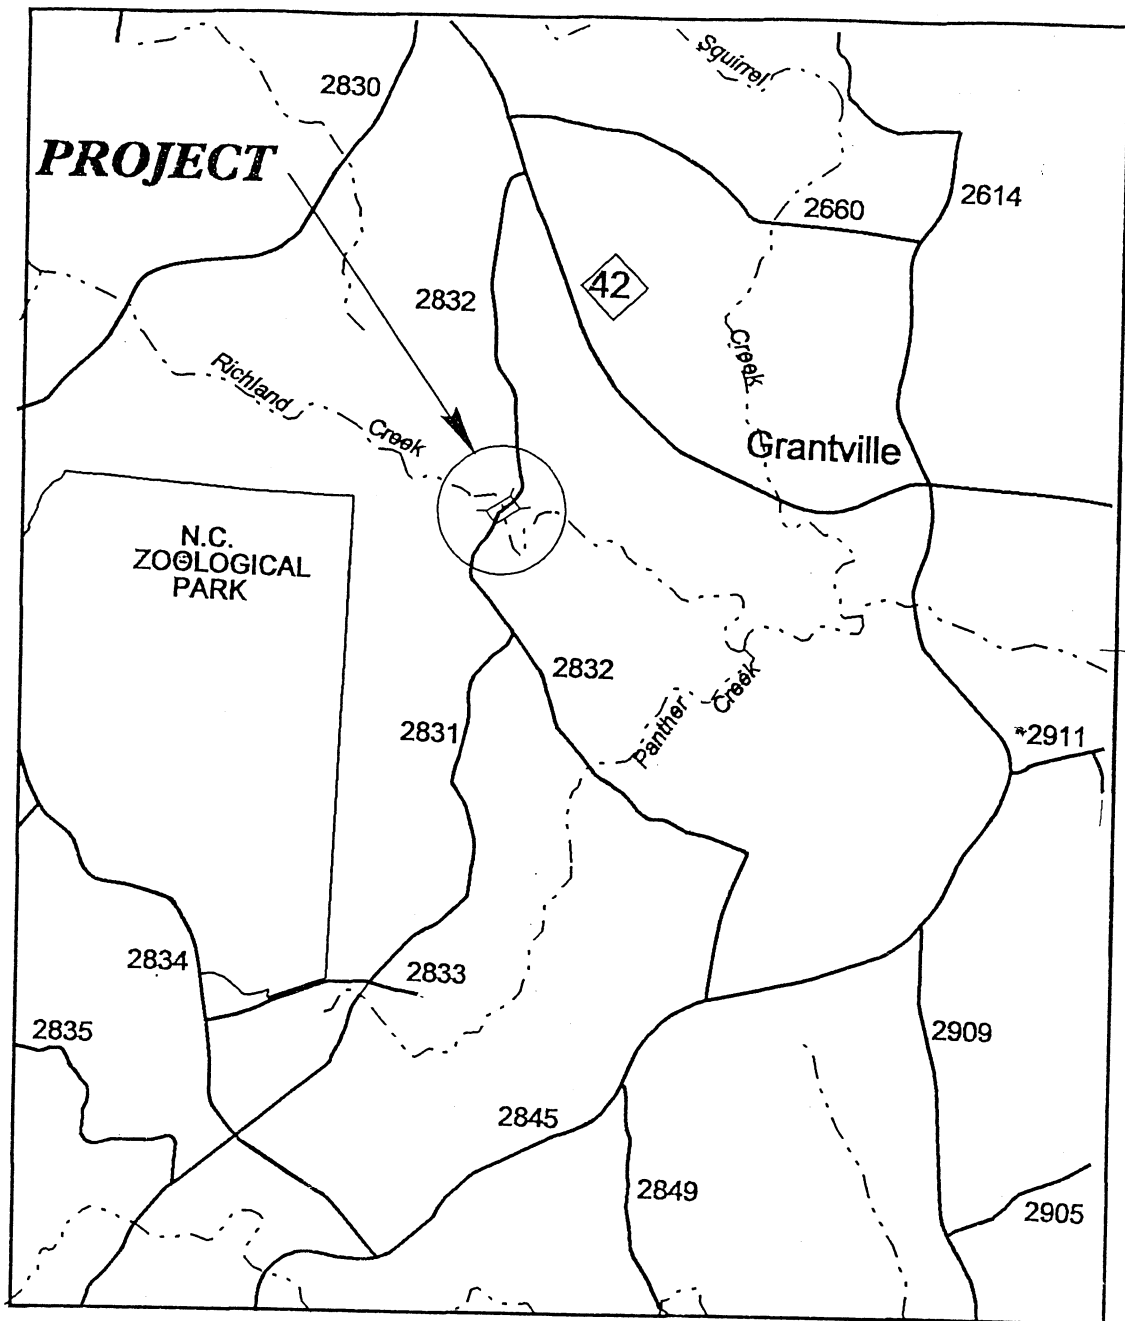 Squirrel
2830
PROJECT
2614
2660
42
2832
Creek
Richland
Creek
Grantville
N.C.
ZOOLOGICAL
PARK
2832
Creek
Panther
2831
*2911
2834
2833
2835
2909
2845
2849
2905